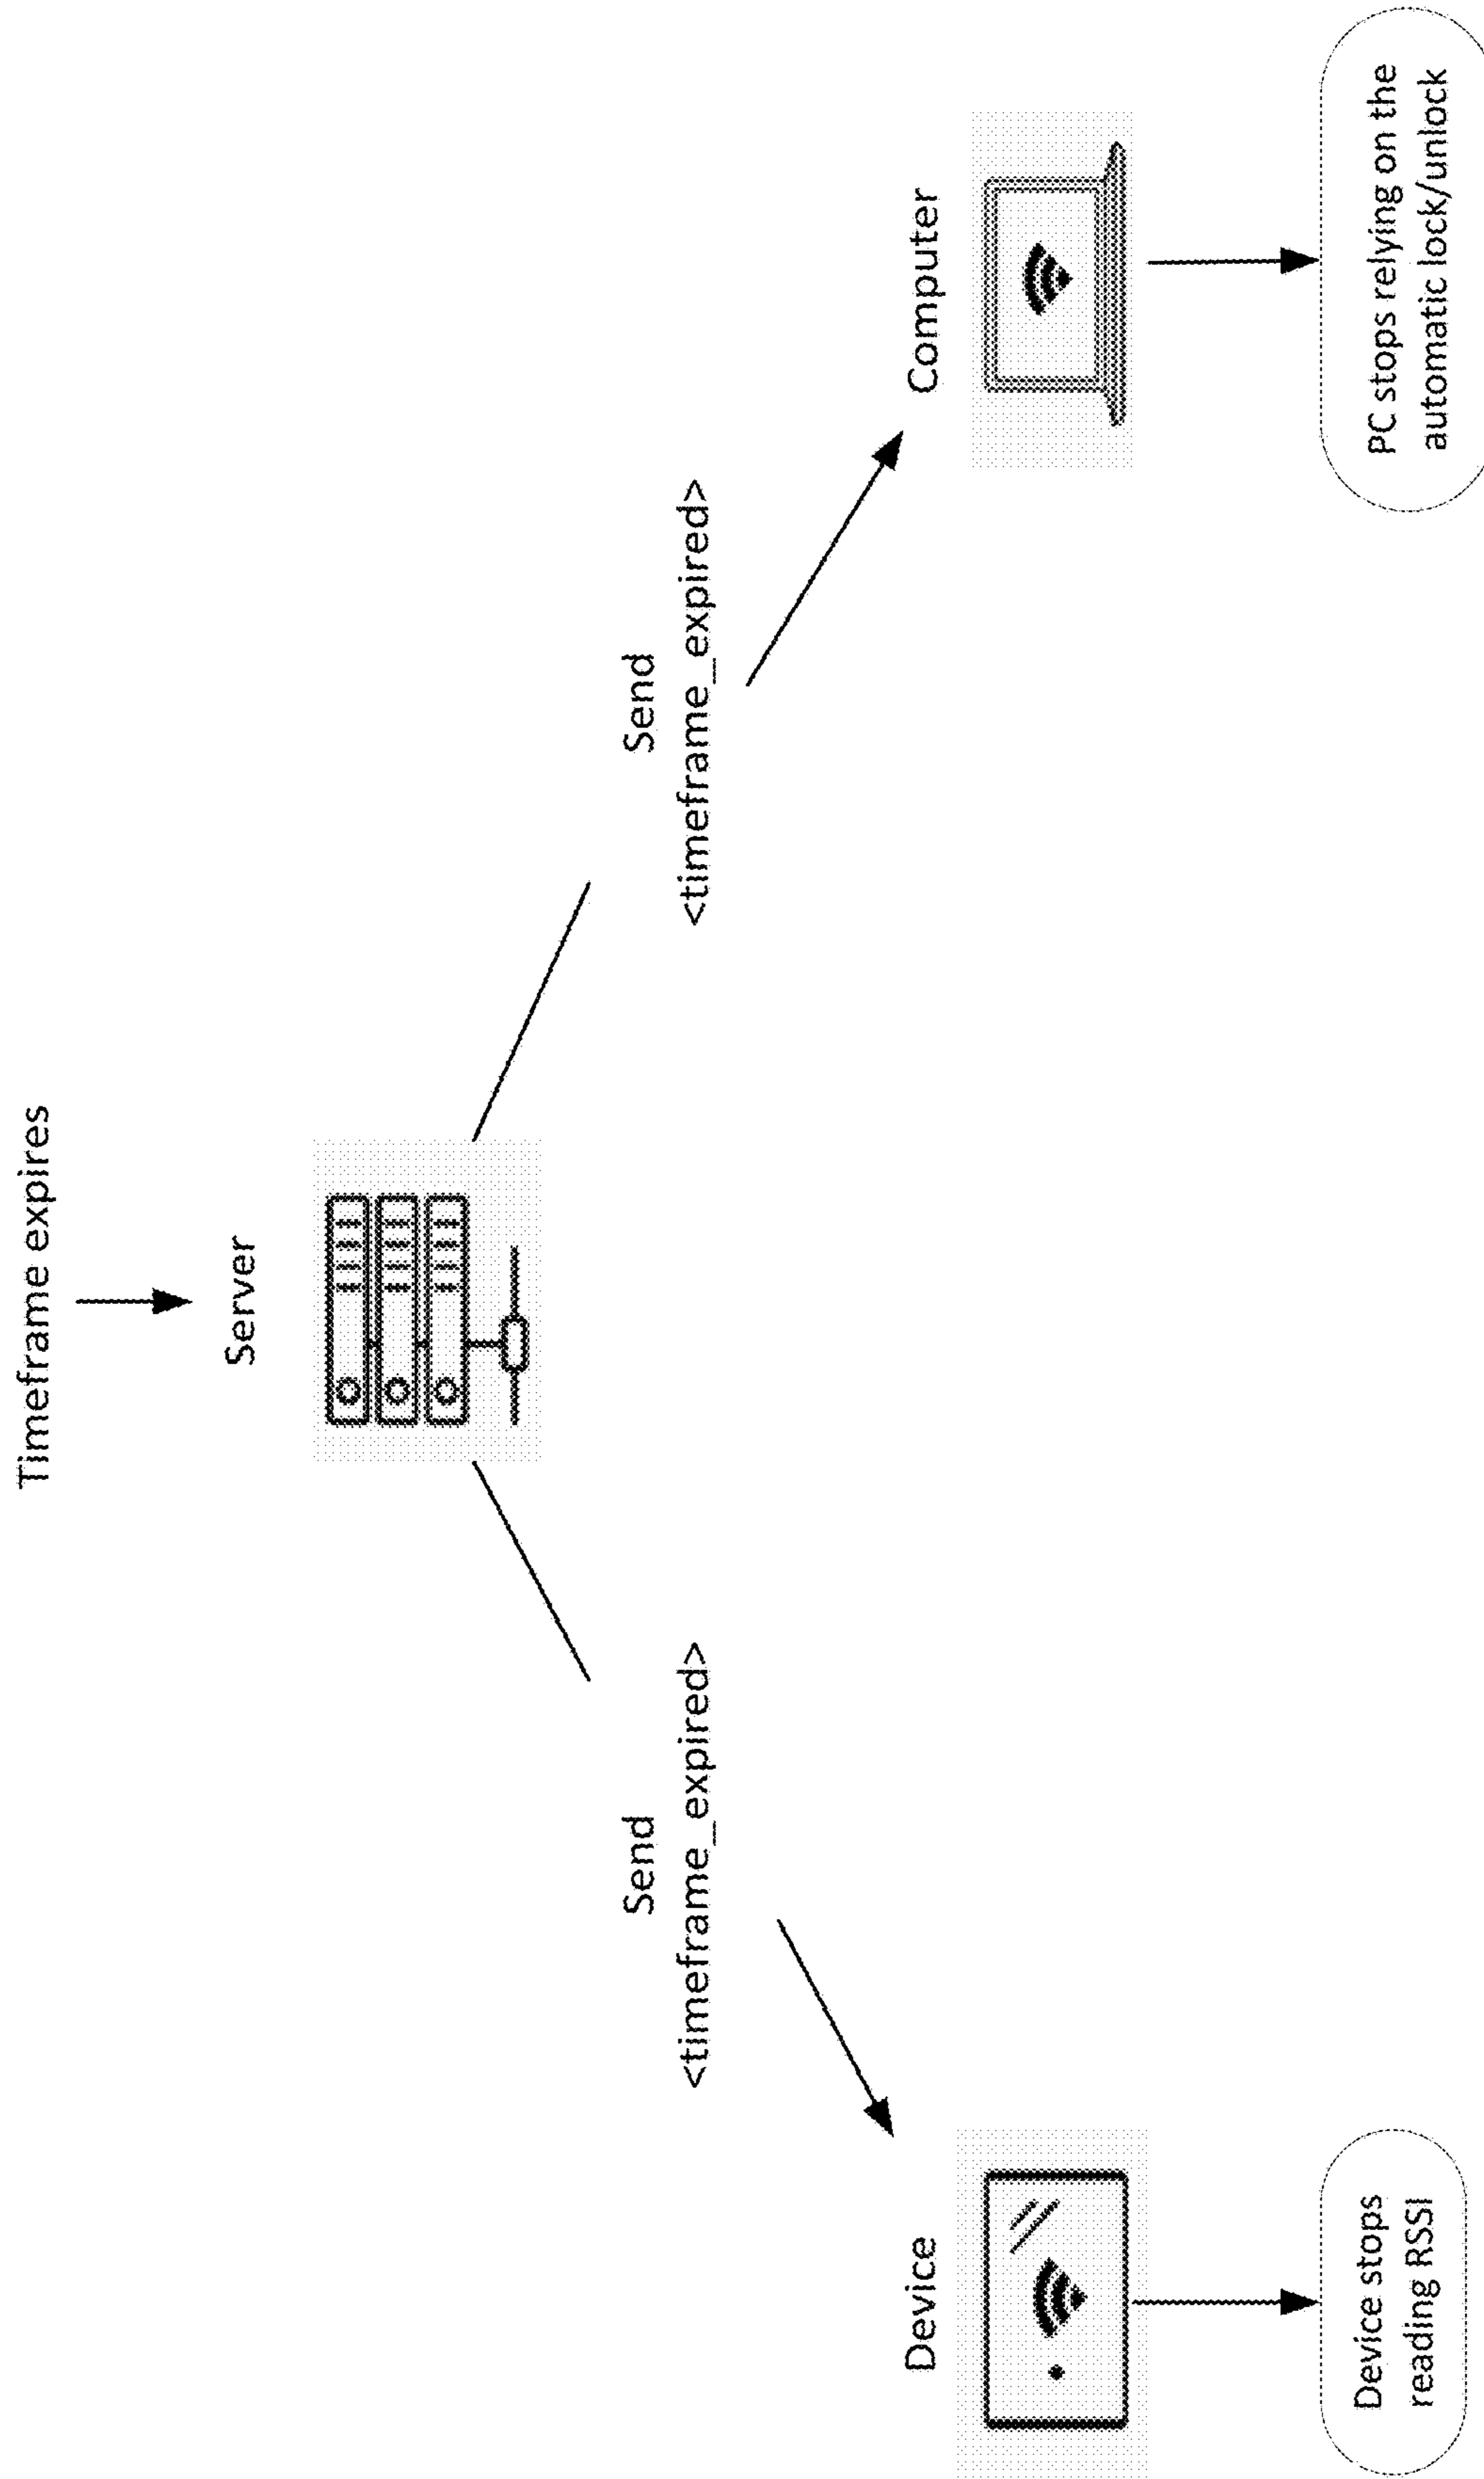 Timeframe expires
Server
Send
<timeframe_expired>
Send
<timeframe_expired>
Device
Computer
Device stops
reading RSSI
PC stops relying on the
automatic lock/unlock